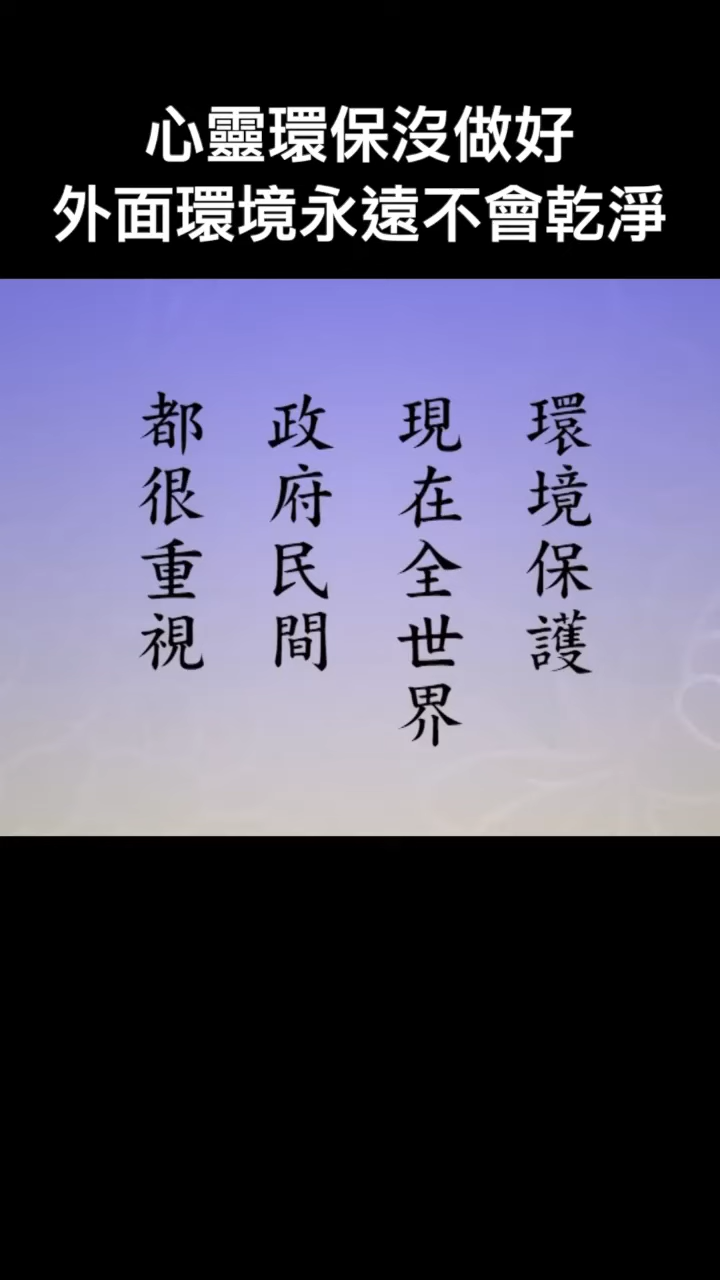 心靈環保沒做好
外面環境永遠不會乾淨
環境保護
現在全世界
政府民間
都很重視